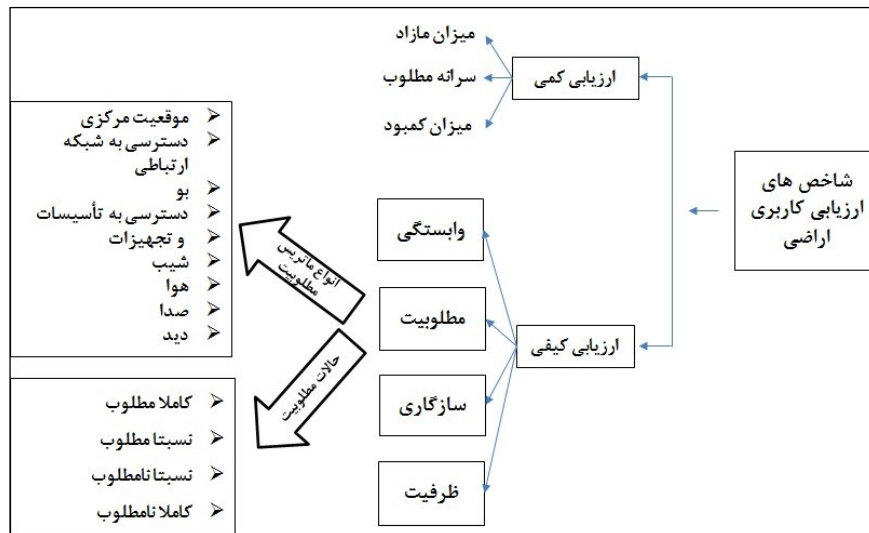 شاخص های
ارزیابی کاربری
اراضی
ارزیابی کمی
میزان مازاد
سرانه مطلوب
میزان کمبود
ارزیابی کیفی
وابستگی
مطلوبیت
سازگاری
ظرفیت
انواع ماتریس
مطلوبیت
موقعیت مرکزی
دسترسی به شبکه
ارتباطی
بو
دسترسی به تأسیسات
و تجهیزات
شیب
هوا
صدا
دید
حالات مطلوبیت
کاملا مطلوب
نسبتا مطلوب
نسبتا نامطلوب
کاملا نامطلوب